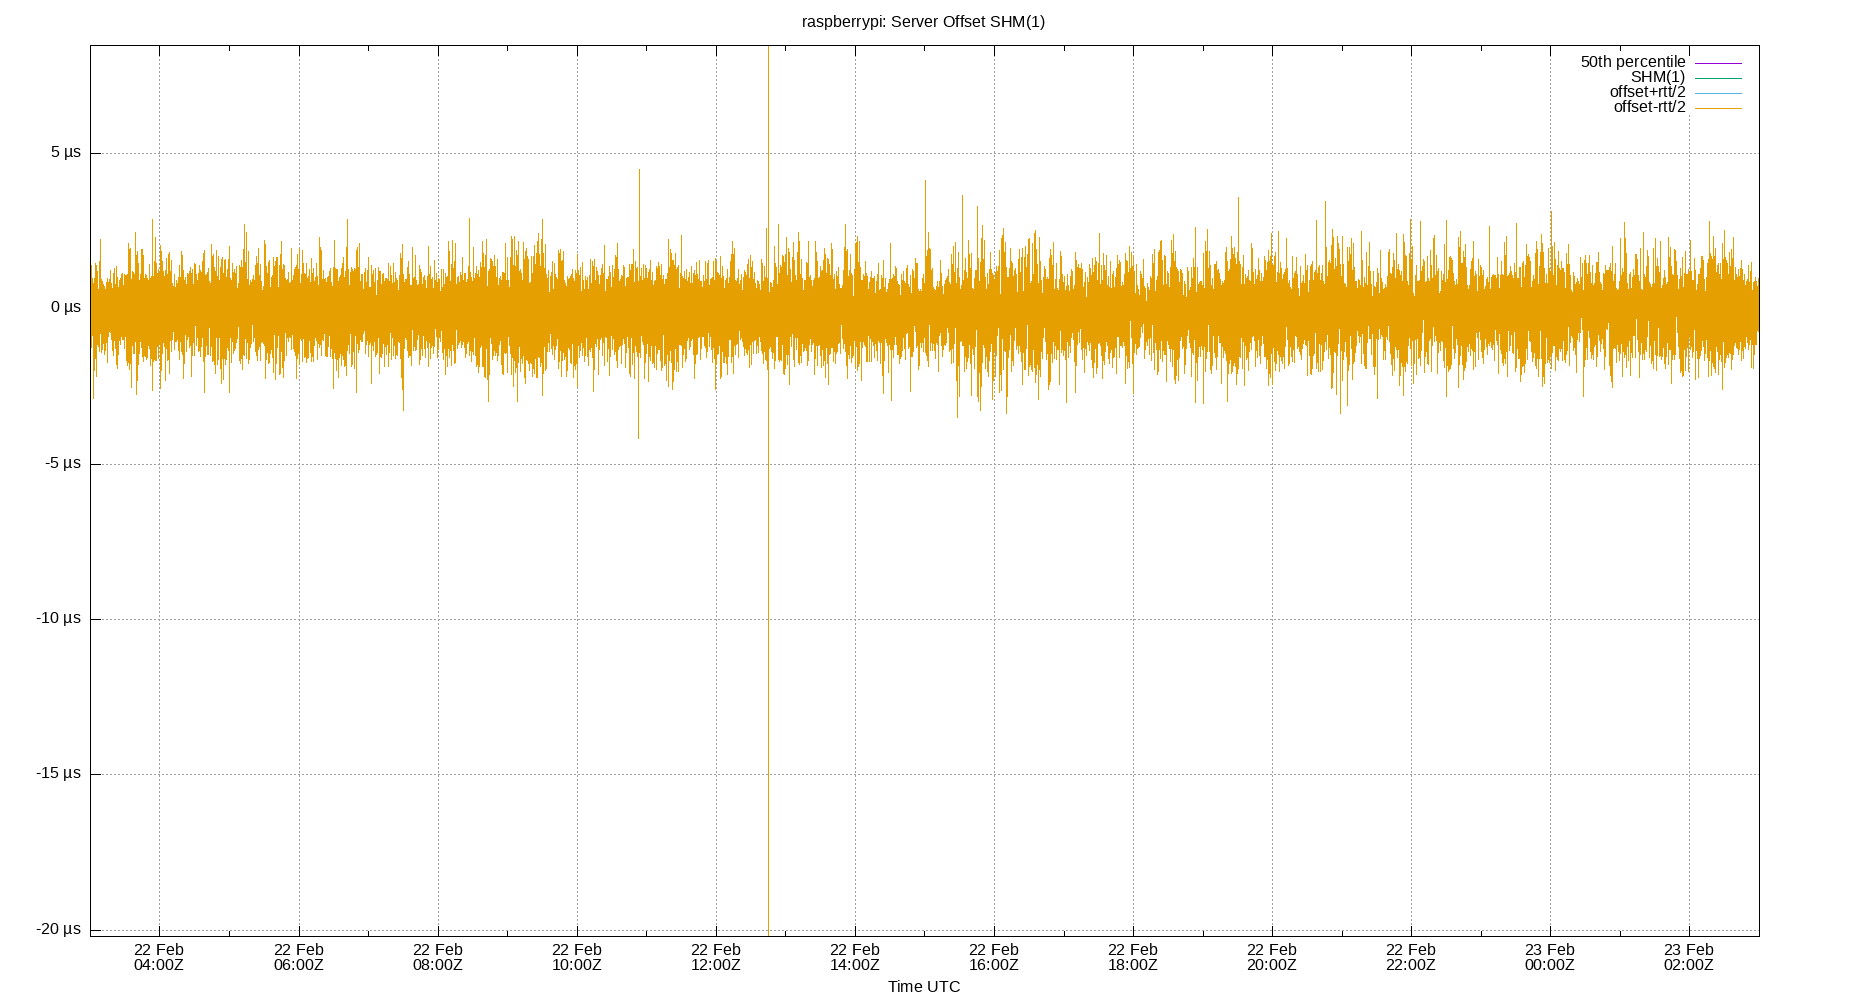 raspberrypi: Server Offset SHM(1)
50th percentile
SHM(1)
offset+rtt/2
offset-rtt/2
5 µs
0 µs
-5 µs
-10 µs
-15 µs
-20 µs
22 Feb 22 Feb 22 Feb 22 Feb 22 Feb 22 Feb 22 Feb 22 Feb 22 Feb 22 Feb 23 Feb 23 Feb
04:00Z 06:00Z 08:00Z 10:00Z 12:00Z 14:00Z 16:00Z 18:00Z 20:00Z 22:00Z 00:00Z 02:00Z
Time UTC